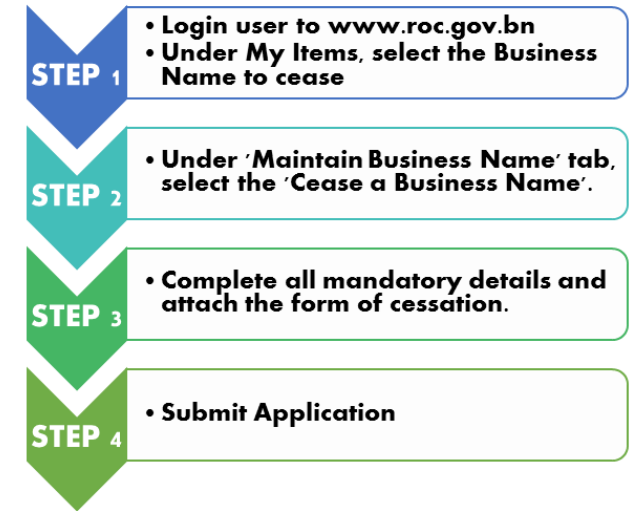 STEP 1
• Login user to www.roc.gov.bn
• Under My Items, select the Business
Name to cease
STEP 2
• Under 'Maintain Business Name' tab,
select the 'Cease a Business Name'.
STEP 3
• Complete all mandatory details and
attach the form of cessation.
STEP 4
• Submit Application